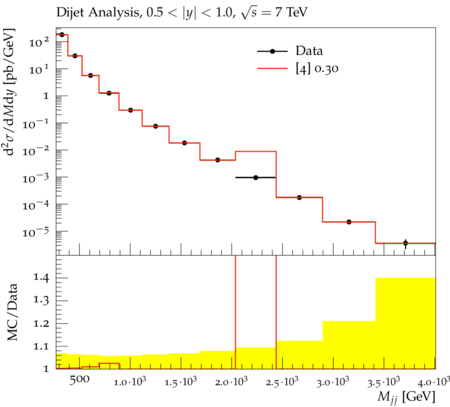 Dijet Analysis, 0.5 < |y| < 1.0, √s = 7 TeV
d²σ/dMdy [pb/GeV]
10²
10¹
1
10⁻¹
10⁻²
10⁻³
10⁻⁴
10⁻⁵
Data
[4] 0.30
MC/Data
1.4
1.3
1.2
1.1
1
500 1.0·10³ 1.5·10³ 2.0·10³ 2.5·10³ 3.0·10³ 3.5·10³ 4.0·10³
Mjj [GeV]